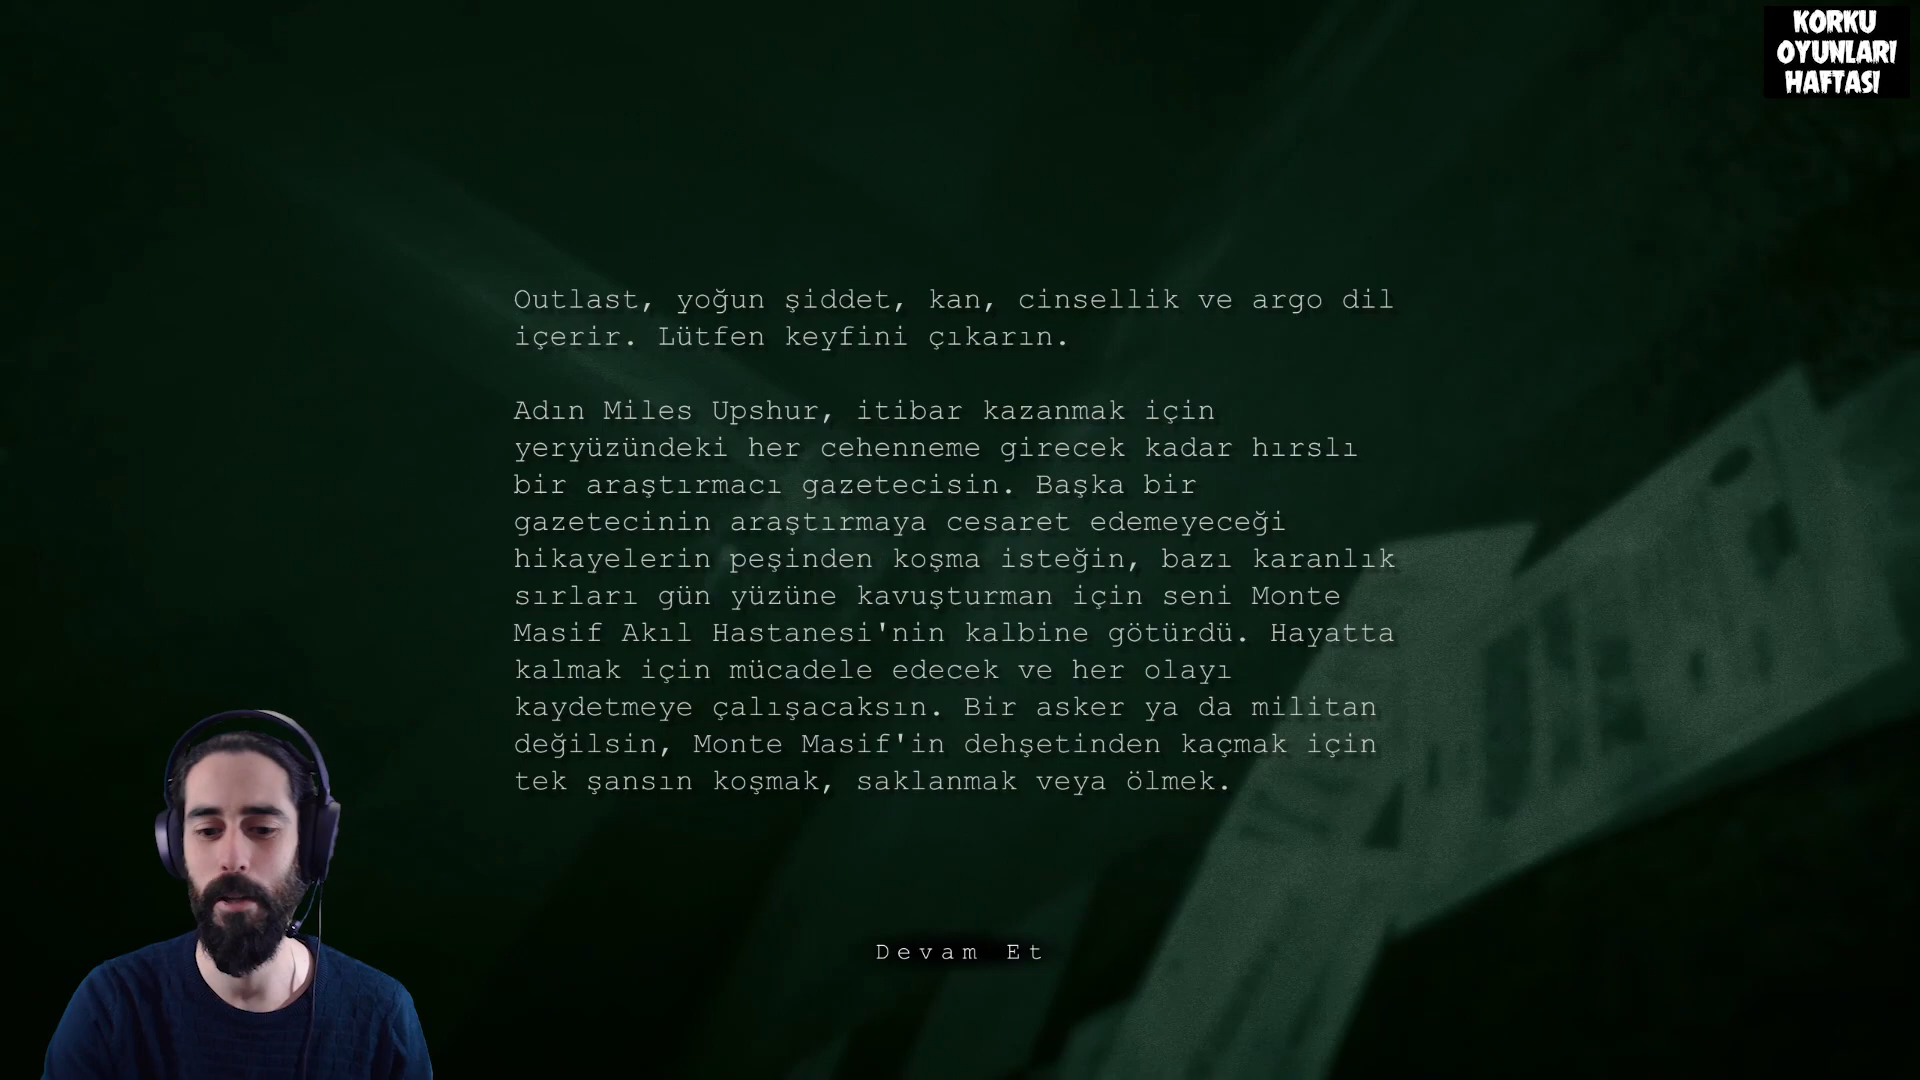 KORKU
OYUNLARI
HAFTASI
Outlast, yoğun şiddet, kan, cinsellik ve argo dil
içerir. Lütfen keyfini çıkarın.
Adın Miles Upshur, itibar kazanmak için
yeryüzündeki her cehenneme girecek kadar hırslı
bir araştırmacı gazetecisin. Başka bir
gazetecinin araştırmaya cesaret edemeyeceği
hikayelerin peşinden koşma isteğin, bazı karanlık
sırları gün yüzüne kavuşturman için seni Monte
Masif Akıl Hastanesi'nin kalbine götürdü. Hayatta
kalmak için mücadele edecek ve her olayı
kaydetmeye çalışacaksın. Bir asker ya da militan
değilsin, Monte Masif'in dehşetinden kaçmak için
tek şansın koşmak, saklanmak veya ölmek.
Devam Et